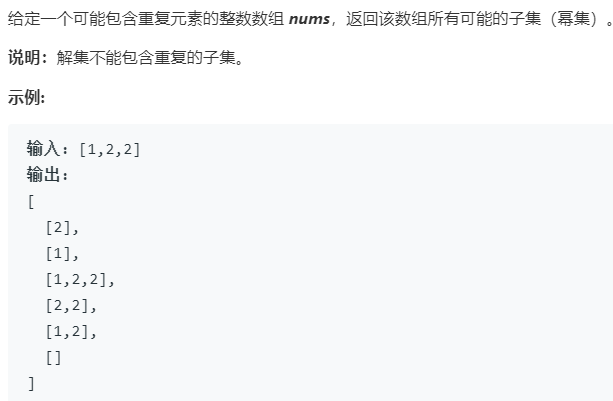 给定一个可能包含重复元素的整数数组 nums，返回该数组所有可能的子集（幂集）。
说明：解集不能包含重复的子集。
示例:
输入: [1,2,2]
输出:
[
  [2],
  [1],
  [1,2,2],
  [2,2],
  [1,2],
  []
]